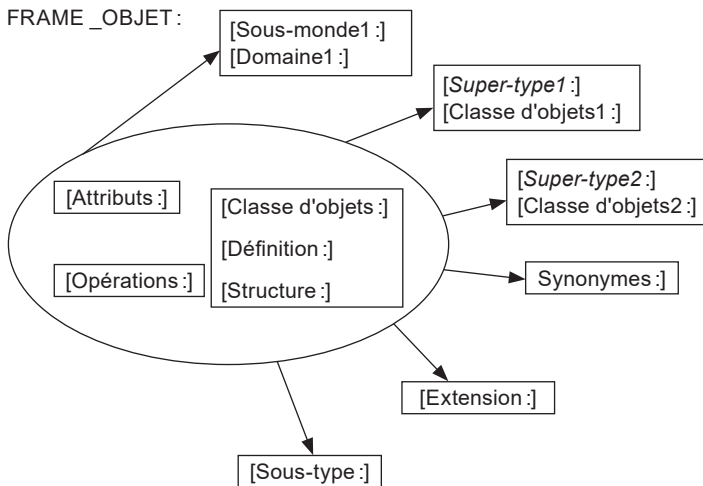 FRAME _OBJET :
[Sous-monde1 :]
[Domaine1 :]
[Super-type1 :]
[Classe d'objets1 :]
[Super-type2 :]
[Classe d'objets2 :]
[Attributs :]
[Classe d'objets :]
[Définition :]
[Opérations :]
[Structure :]
Synonymes :]
[Extension :]
[Sous-type :]